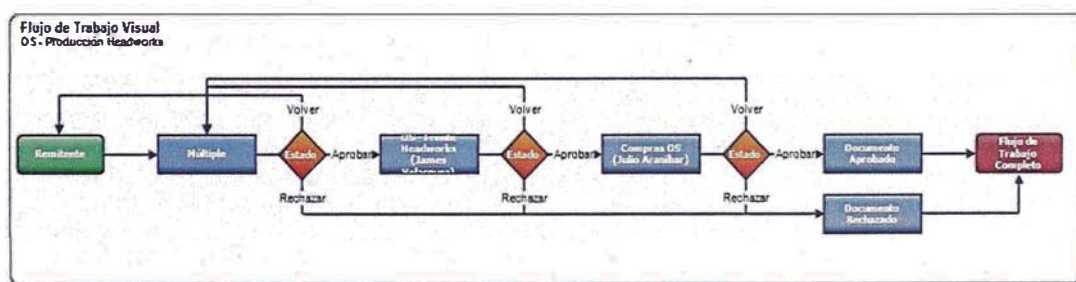 Flujo de Trabajo Visual
OS - Producción Headworks
Volver
Volver
Volver
Remitente
Múltiple
Estado
Aprobar
Headworks
(James
Estado
Aprobar
Compras OS
(Julio Aranibar)
Estado
Aprobar
Documento
Aprobado
Flujo de
Trabajo
Completo
Rechazar
Rechazar
Rechazar
Documento
Rechazado